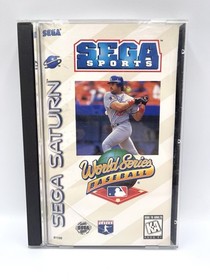 SEGA
SEGA
SPORTS
SEGA SATURN
World Series
BASEBALL